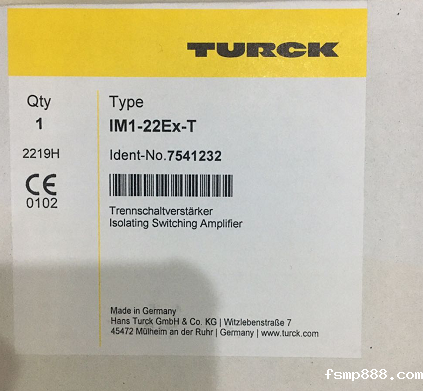 TURCK
Qty
1
2219H
CE
0102
Type
IM1-22Ex-T
Ident-No.7541232
Trennschaltverstärker
Isolating Switching Amplifier
Made in Germany
Hans Turck GmbH & Co. KG | Witzlebenstraße 7
45472 Mülheim an der Ruhr | Germany | www.turck.com
fsmp888.com